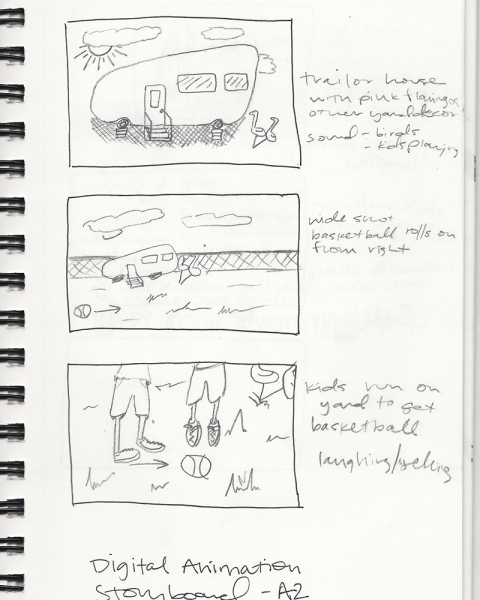 trailor house
with pink flamingos,
other yard decor
sound - birds
- kids playing
wide shot
basketball rolls on
from right
kids run on
yard to get
basketball
laughing/yelling
Digital Animation
Storyboard - A2